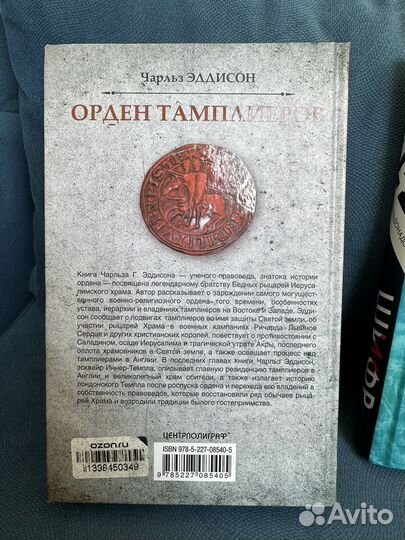 Чарльз ЭДДИСОН
ОРДЕН ТАМПЛИЕРОВ
Книга Чарльза Г. Эддисона — ученого-правоведа, знатока истории
ордена — посвящена легендарному братству Бедных рыцарей Иеруса-
лимского храма. Автор рассказывает о зарождении самого могущест-
венного военно-религиозного ордена того времени, особенностях
устава, иерархии и владениях тамплиеров на Востоке и Западе. Эдди-
сон сообщает о подвигах тамплиеров во имя защиты Святой земли, об
участии рыцарей Храма в военных кампаниях Ричарда Львиное
Сердце и других христианских королей, повествует о противостоянии с
Саладином, осаде Иерусалима и трагической утрате Акры, последнего
оплота храмовников в Святой земле, а также освещает процесс над
тамплиерами в Англии. В последних главах книги, Чарльз Эддисон,
эсквайр Иннер-Темпла, описывает главную резиденцию тамплиеров в
Англии и великолепный храм обители, а также излагает историю
лондонского Темпла после роспуска ордена и перехода его владений в
собственность правоведов, которые восстановили ряд обычаев рыца-
рей Храма и возродили традиции былого гостеприимства.
ЦЕНТРПОЛИГРАФ
ISBN 978-5-227-08540-5
9 785227 085405
ozon.ru
1398450349
ШИФР
Avito